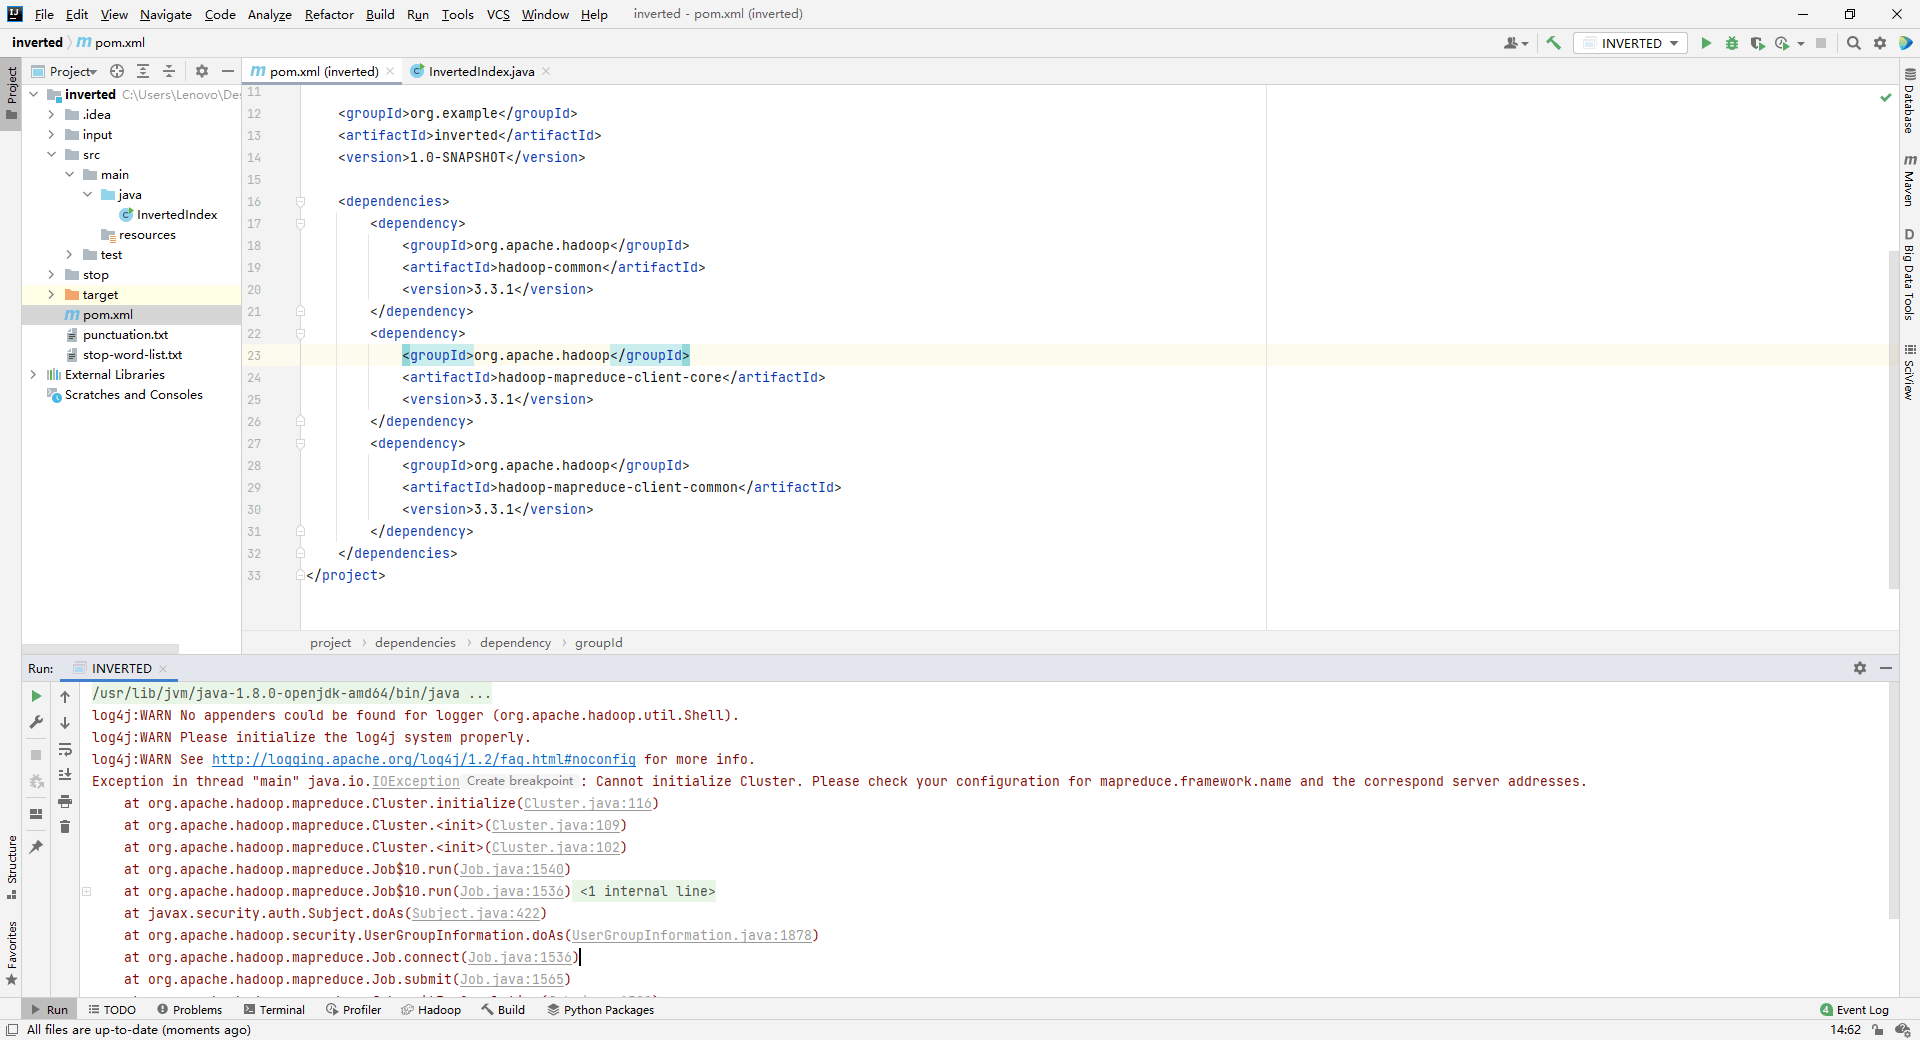 File Edit View Navigate Code Analyze Refactor Build Run Tools VCS Window Help inverted - pom.xml (inverted)
inverted pom.xml
INVERTED
Project
pom.xml (inverted)
InvertedIndex.java
Project
inverted C:\Users\Lenovo\De
.idea
input
src
main
java
InvertedIndex
resources
test
stop
target
pom.xml
punctuation.txt
stop-word-list.txt
External Libraries
Scratches and Consoles
11
12 <groupId>org.example</groupId>
13 <artifactId>inverted</artifactId>
14 <version>1.0-SNAPSHOT</version>
15
16 <dependencies>
17 <dependency>
18 <groupId>org.apache.hadoop</groupId>
19 <artifactId>hadoop-common</artifactId>
20 <version>3.3.1</version>
21 </dependency>
22 <dependency>
23 <groupId>org.apache.hadoop</groupId>
24 <artifactId>hadoop-mapreduce-client-core</artifactId>
25 <version>3.3.1</version>
26 </dependency>
27 <dependency>
28 <groupId>org.apache.hadoop</groupId>
29 <artifactId>hadoop-mapreduce-client-common</artifactId>
30 <version>3.3.1</version>
31 </dependency>
32 </dependencies>
33 </project>
project dependencies dependency groupId
Database
Maven
Big Data Tools
SciView
Run: INVERTED
/usr/lib/jvm/java-1.8.0-openjdk-amd64/bin/java ...
log4j:WARN No appenders could be found for logger (org.apache.hadoop.util.Shell).
log4j:WARN Please initialize the log4j system properly.
log4j:WARN See http://logging.apache.org/log4j/1.2/faq.html#noconfig for more info.
Exception in thread "main" java.io.IOException Create breakpoint : Cannot initialize Cluster. Please check your configuration for mapreduce.framework.name and the correspond server addresses.
at org.apache.hadoop.mapreduce.Cluster.initialize(Cluster.java:116)
at org.apache.hadoop.mapreduce.Cluster.<init>(Cluster.java:109)
at org.apache.hadoop.mapreduce.Cluster.<init>(Cluster.java:102)
at org.apache.hadoop.mapreduce.Job$10.run(Job.java:1540)
at org.apache.hadoop.mapreduce.Job$10.run(Job.java:1536) <1 internal line>
at javax.security.auth.Subject.doAs(Subject.java:422)
at org.apache.hadoop.security.UserGroupInformation.doAs(UserGroupInformation.java:1878)
at org.apache.hadoop.mapreduce.Job.connect(Job.java:1536)
at org.apache.hadoop.mapreduce.Job.submit(Job.java:1565)
Structure
Favorites
Run TODO Problems Terminal Profiler Hadoop Build Python Packages 4 Event Log
All files are up-to-date (moments ago) 14:62